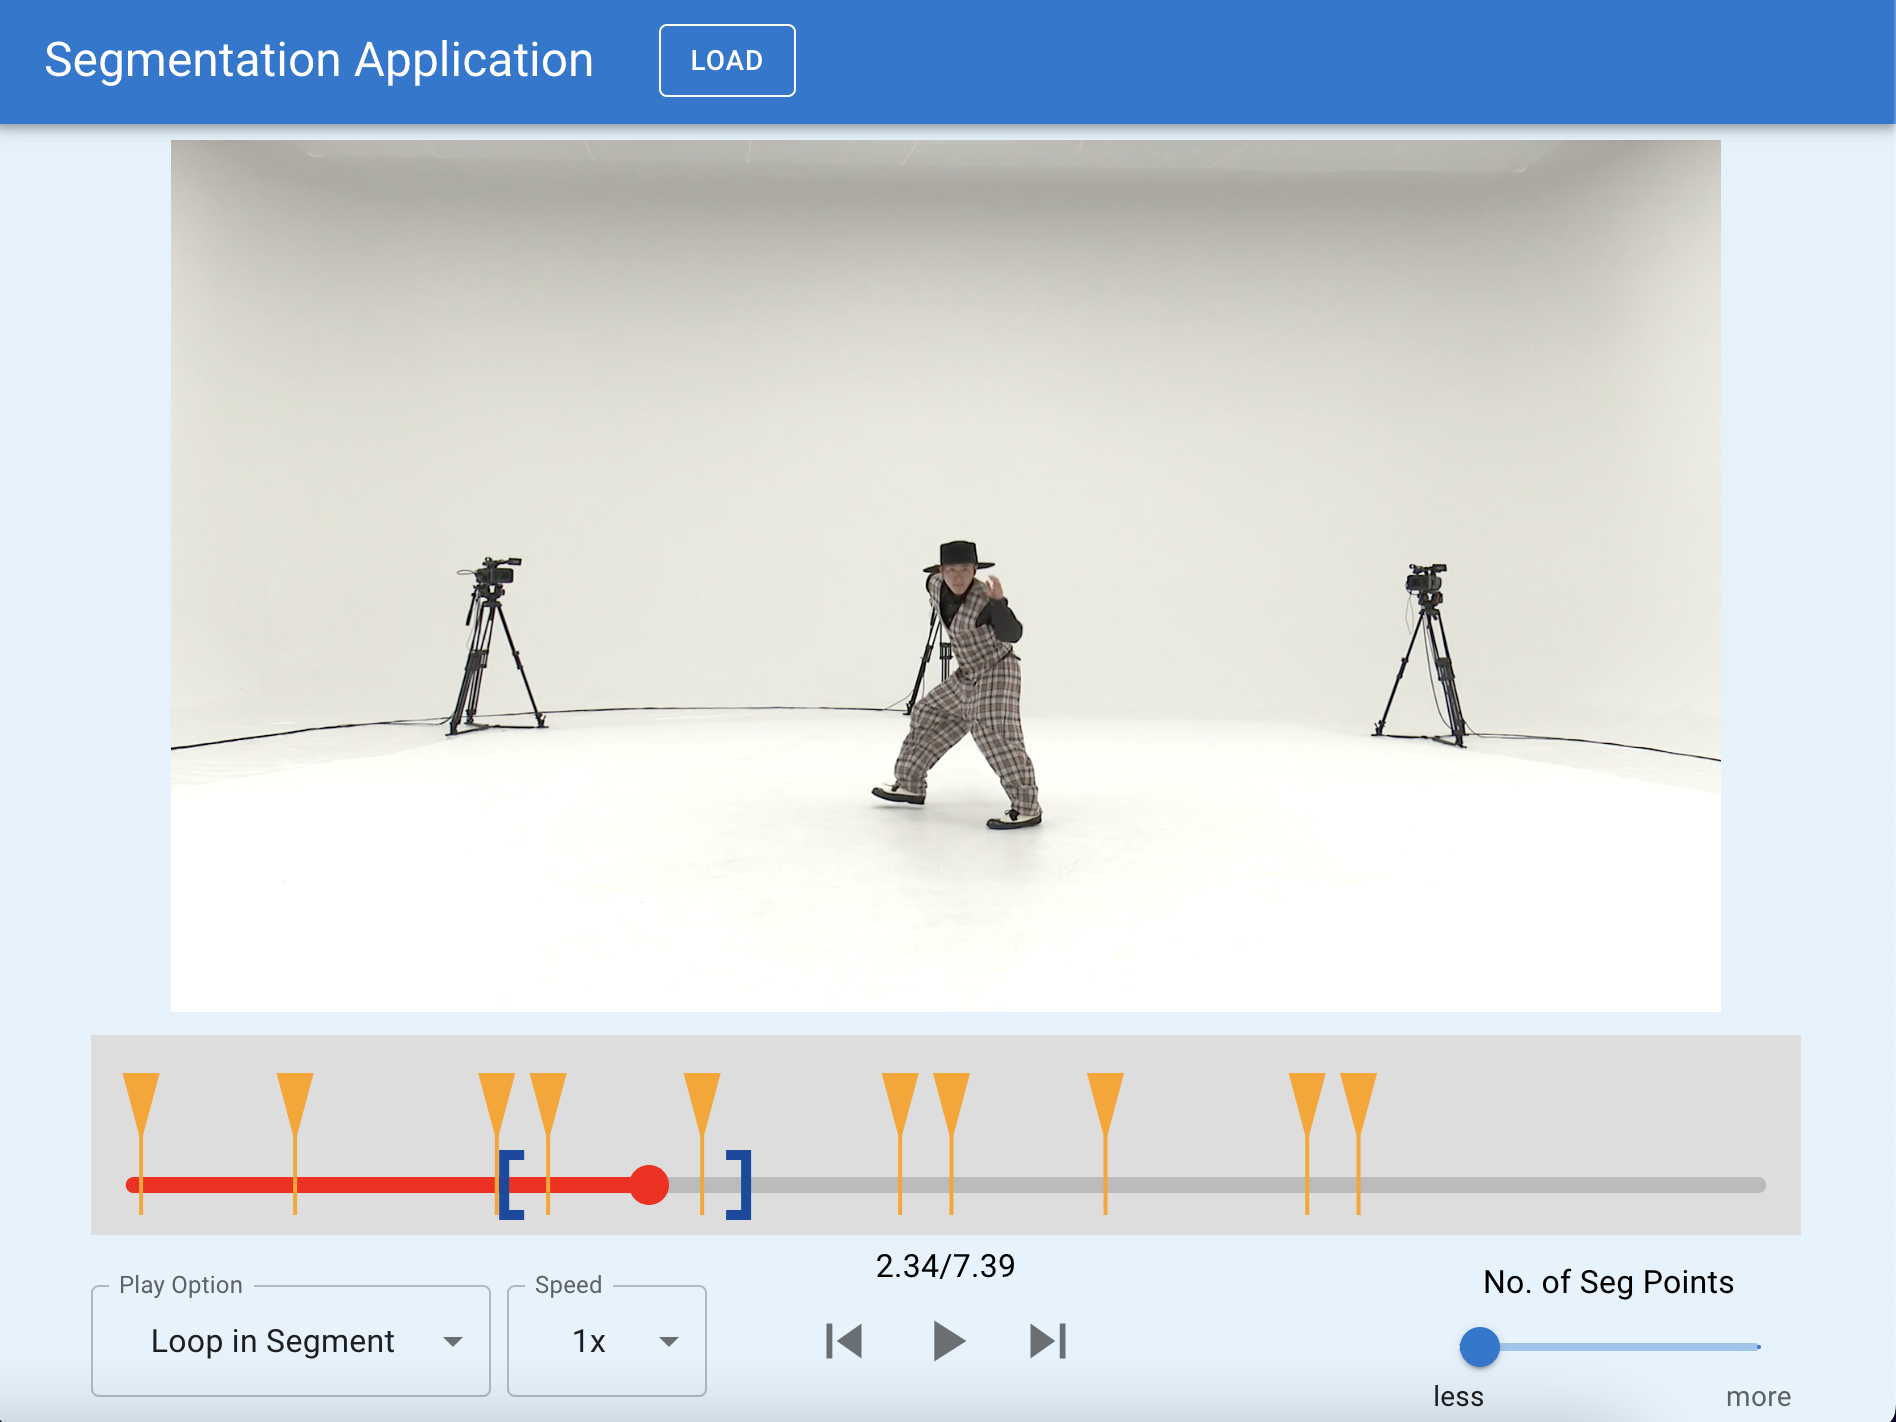 Segmentation Application
LOAD
2.34/7.39
Play Option
Loop in Segment
Speed
1x
No. of Seg Points
less
more